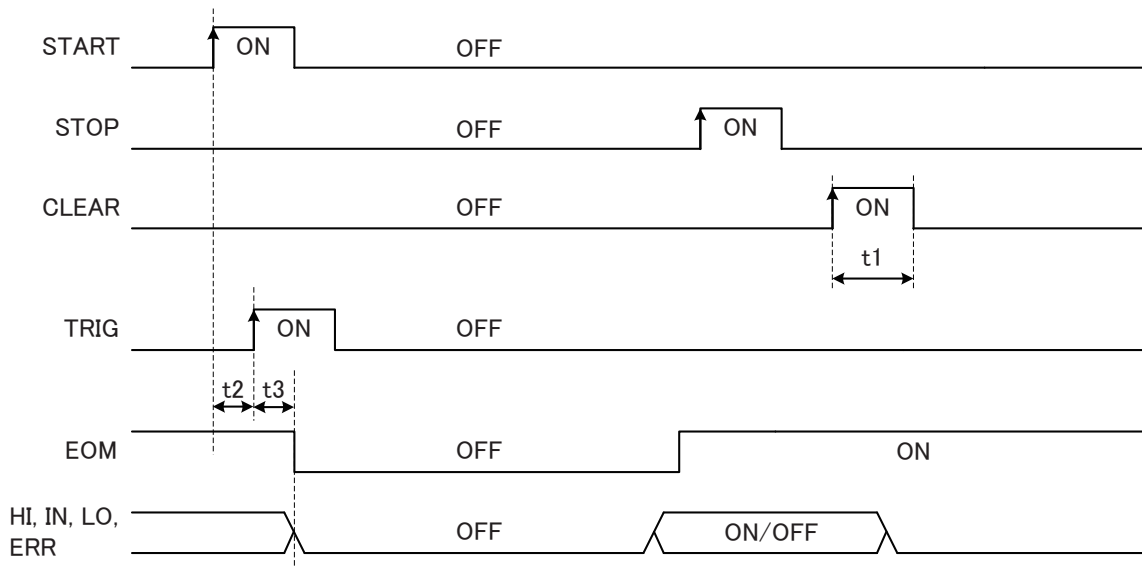 START ON OFF
STOP OFF ON
CLEAR OFF ON
t1
TRIG ON OFF
t2 t3
EOM OFF ON
HI, IN, LO,
ERR OFF ON/OFF